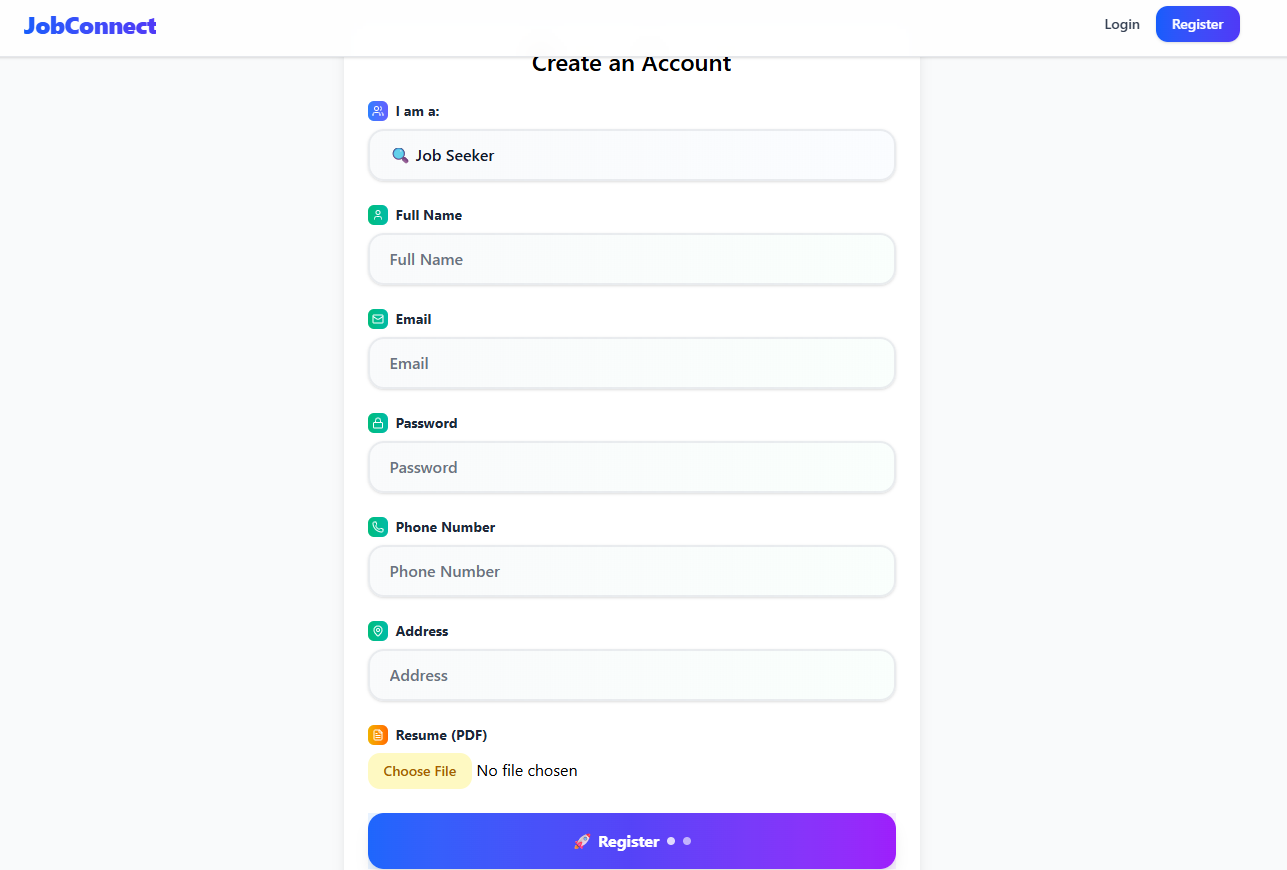 JobConnect
Login
Register
Create an Account
I am a:
🔍 Job Seeker
Full Name
Full Name
Email
Email
Password
Password
Phone Number
Phone Number
Address
Address
Resume (PDF)
Choose File No file chosen
🚀 Register